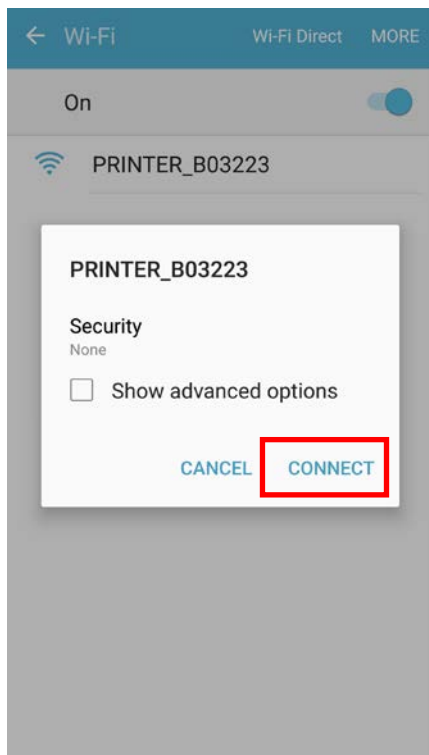 Wi-Fi Wi-Fi Direct MORE
On
PRINTER_B03223
PRINTER_B03223
Security
None
Show advanced options
CANCEL CONNECT